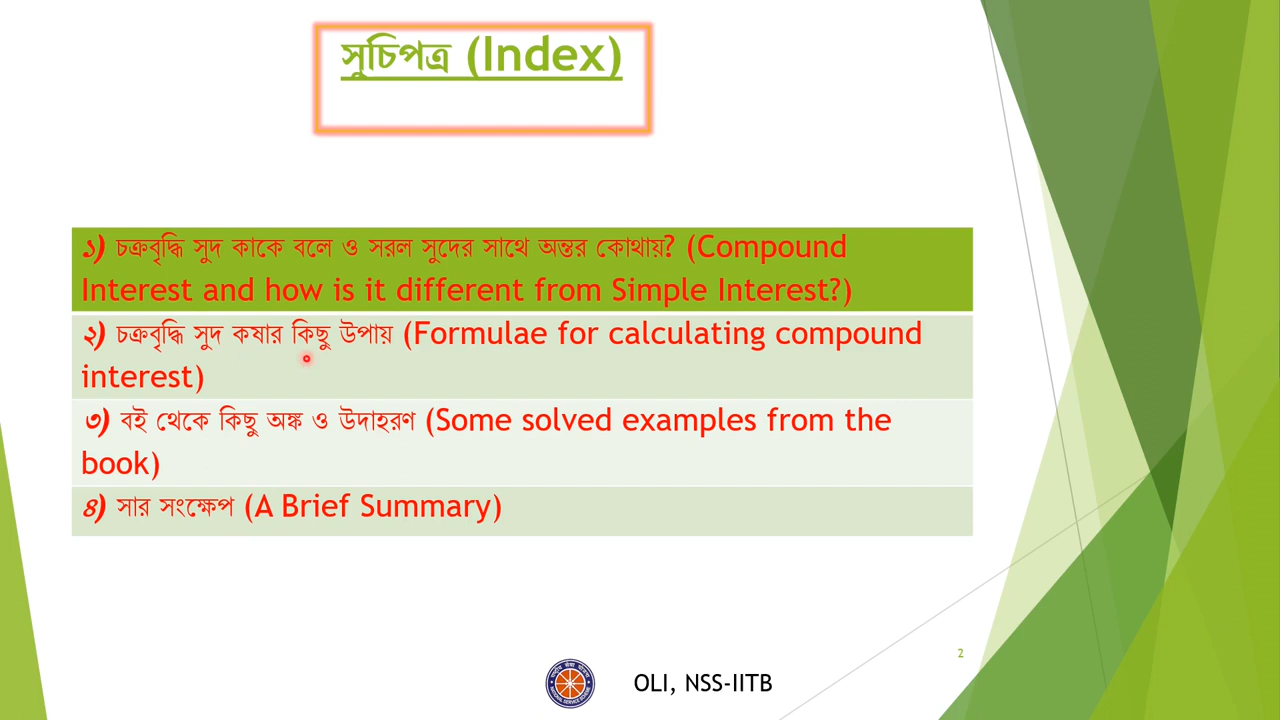 সুচিপত্র (Index)
১) চক্রবৃদ্ধি সুদ কাকে বলে ও সরল সুদের সাথে অন্তর কোথায়? (Compound
Interest and how is it different from Simple Interest?)
২) চক্রবৃদ্ধি সুদ কষার কিছু উপায় (Formulae for calculating compound
interest)
৩) বই থেকে কিছু অঙ্ক ও উদাহরণ (Some solved examples from the
book)
৪) সার সংক্ষেপ (A Brief Summary)
2
OLI, NSS-IITB